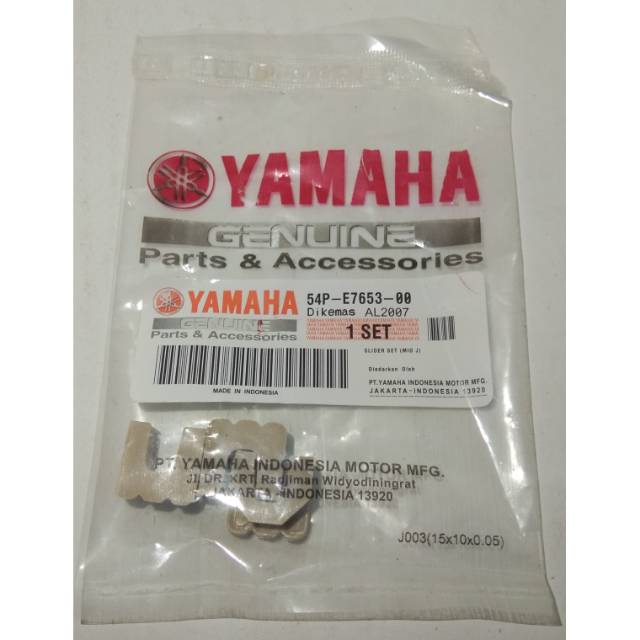 YAMAHA
GENUINE
Parts & Accessories
YAMAHA
GENUINE
Parts & Accessories
54P-E7653-00
Dikemas AL2007
1 SET
SLIDER SET (MIO J)
Diedarkan Oleh
PT.YAMAHA INDONESIA MOTOR MFG.
JAKARTA-INDONESIA 13920
MADE IN INDONESIA
PT. YAMAHA INDONESIA MOTOR MFG.
Jl. DR. KRT. Radjiman Widyodiningrat
JAKARTA - INDONESIA 13920
J003(15x10x0.05)